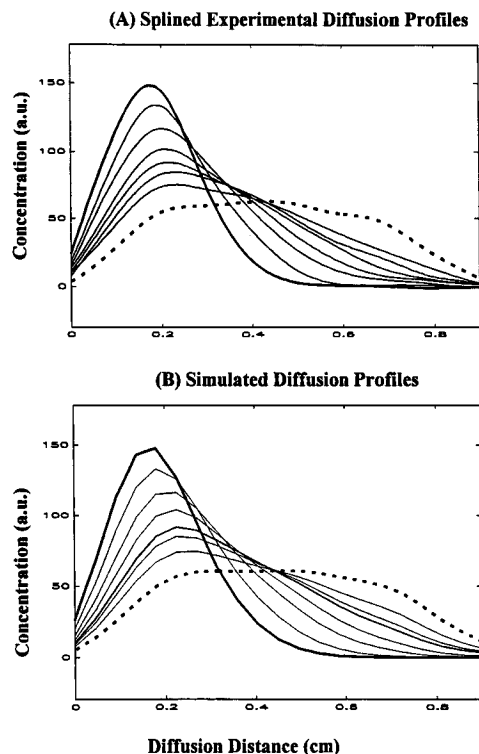 (A) Splined Experimental Diffusion Profiles
Concentration (a.u.)
150
100
50
0
0 0.2 0.4 0.6 0.8
(B) Simulated Diffusion Profiles
Concentration (a.u.)
150
100
50
0
0 0.2 0.4 0.6 0.8
Diffusion Distance (cm)